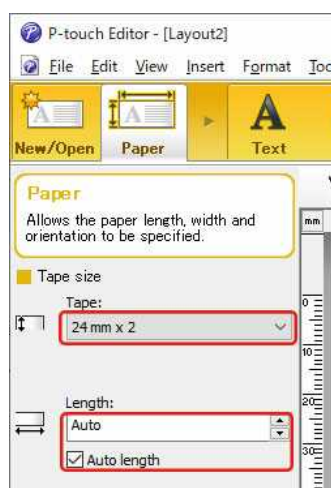 P-touch Editor - [Layout2]
File Edit View Insert Format
New/Open Paper Text
Paper
Allows the paper length, width and
orientation to be specified.
mm
Tape size
Tape:
24 mm x 2
0
10
Length:
20
Auto
Auto length
30